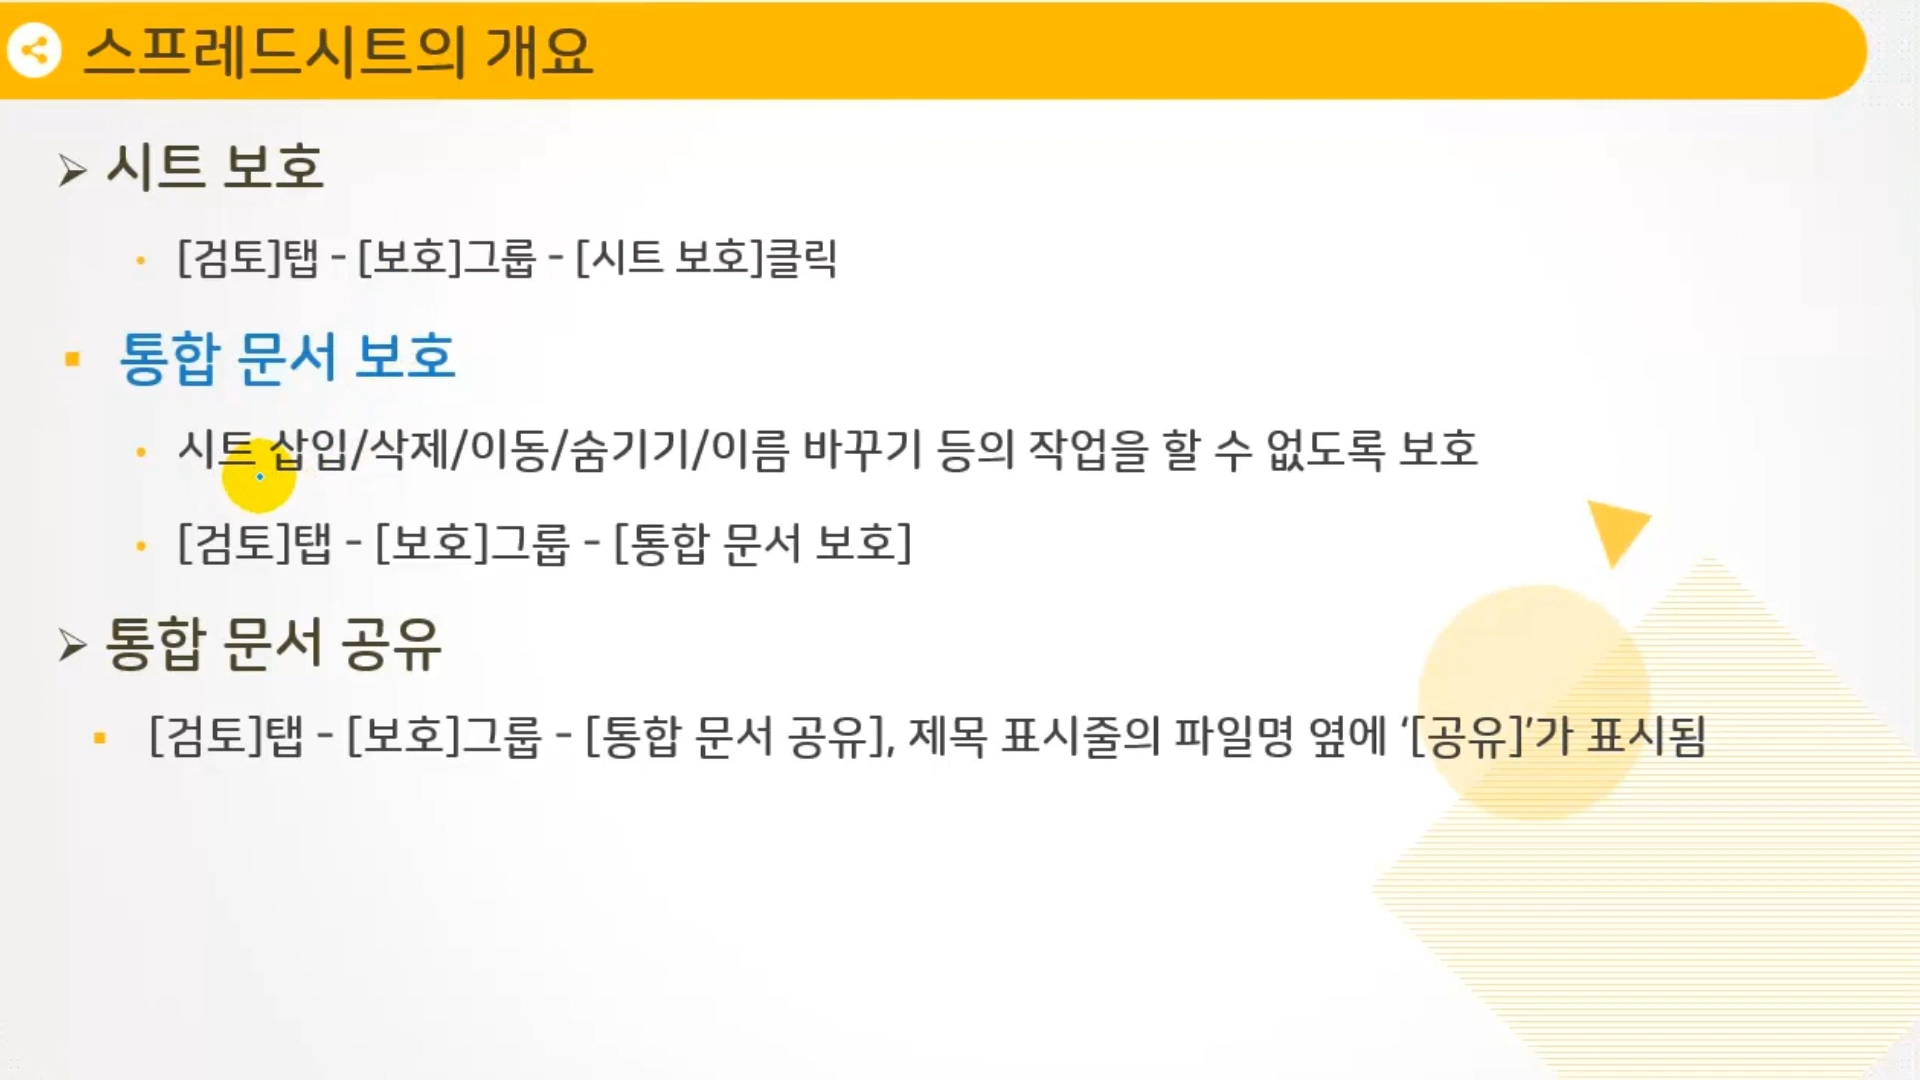 스프레드시트의 개요
시트 보호
[검토]탭 - [보호]그룹 - [시트 보호]클릭
통합 문서 보호
시트 삽입/삭제/이동/숨기기/이름 바꾸기 등의 작업을 할 수 없도록 보호
[검토]탭 - [보호]그룹 - [통합 문서 보호]
통합 문서 공유
[검토]탭 - [보호]그룹 - [통합 문서 공유], 제목 표시줄의 파일명 옆에 ‘[공유]’가 표시됨